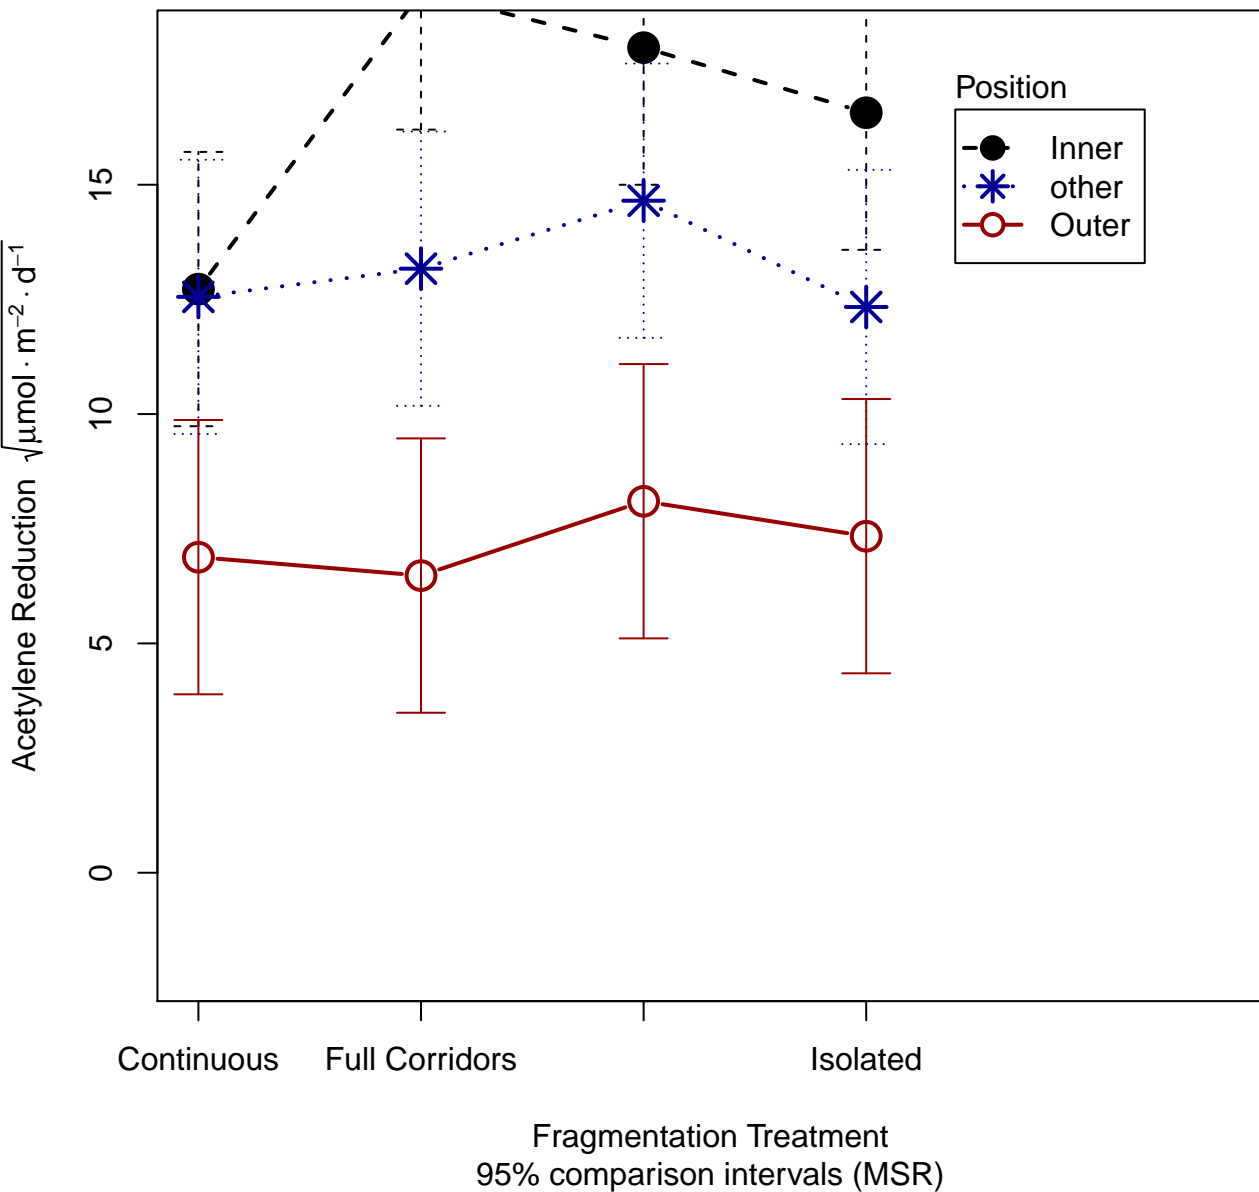 Position
Inner
other
Outer
15
10
5
0
Acetylene Reduction √μmol · m⁻² · d⁻¹
Continuous Full Corridors Isolated
Fragmentation Treatment
95% comparison intervals (MSR)